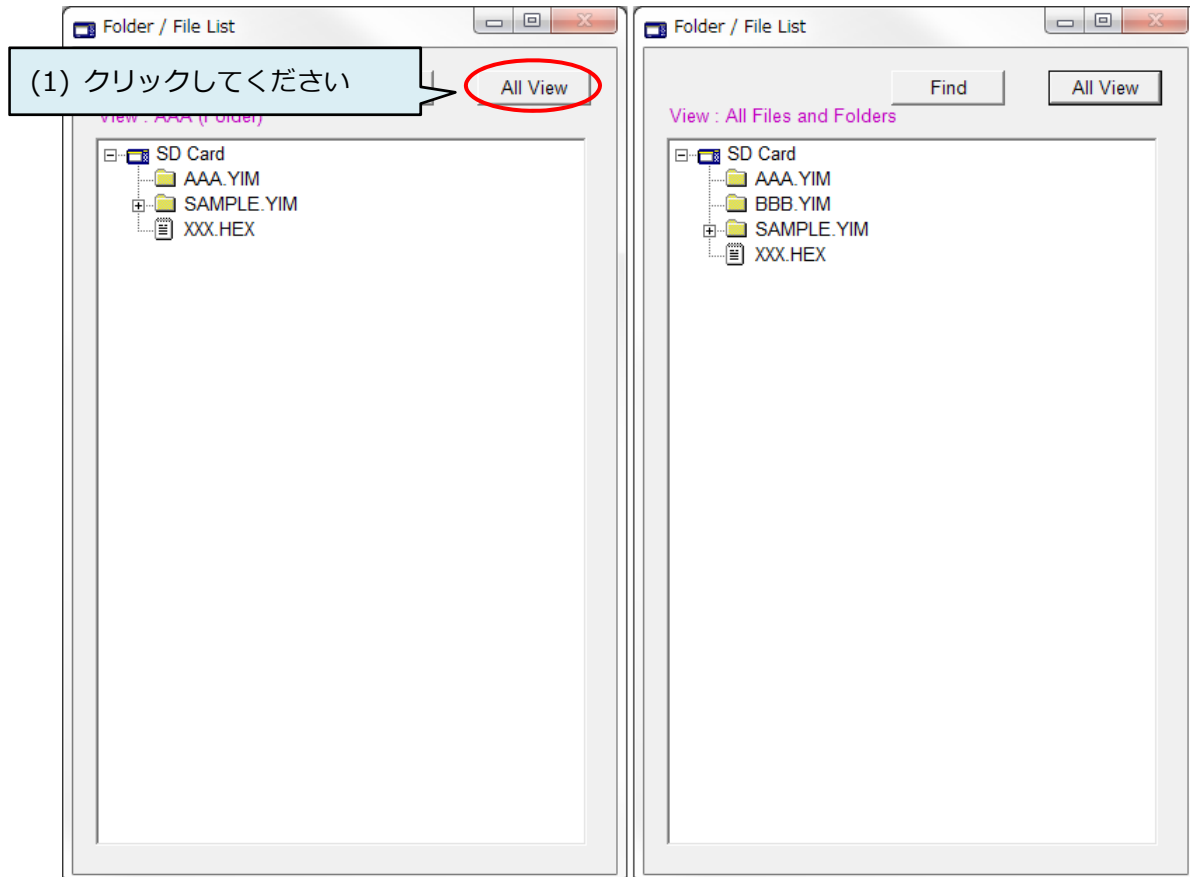 Folder / File List
(1) クリックしてください
All View
View : AAA (Folder)
SD Card
AAA.YIM
SAMPLE.YIM
XXX.HEX
Folder / File List
Find
All View
View : All Files and Folders
SD Card
AAA.YIM
BBB.YIM
SAMPLE.YIM
XXX.HEX